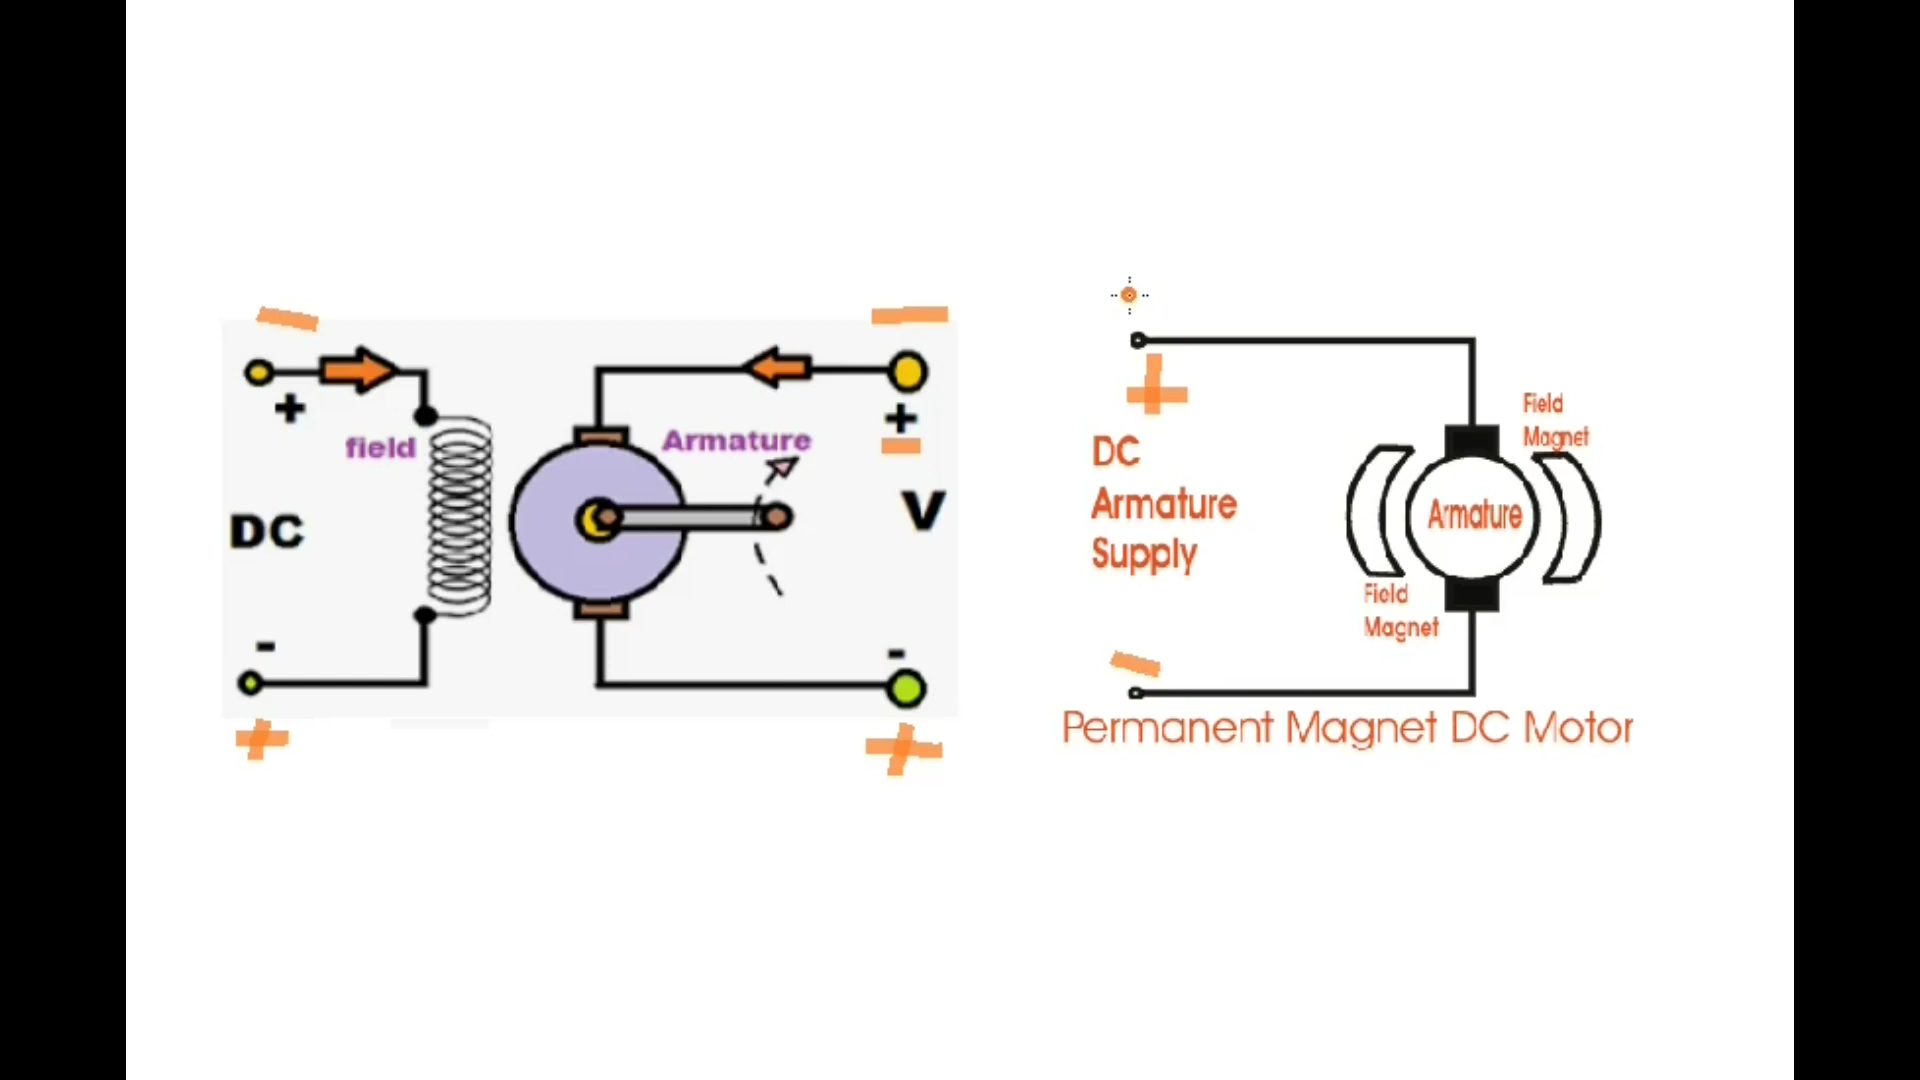 +
field
DC
-
Armature
+
V
-
DC
Armature
Supply
Field
Magnet
Armature
Field
Magnet
Permanent Magnet DC Motor